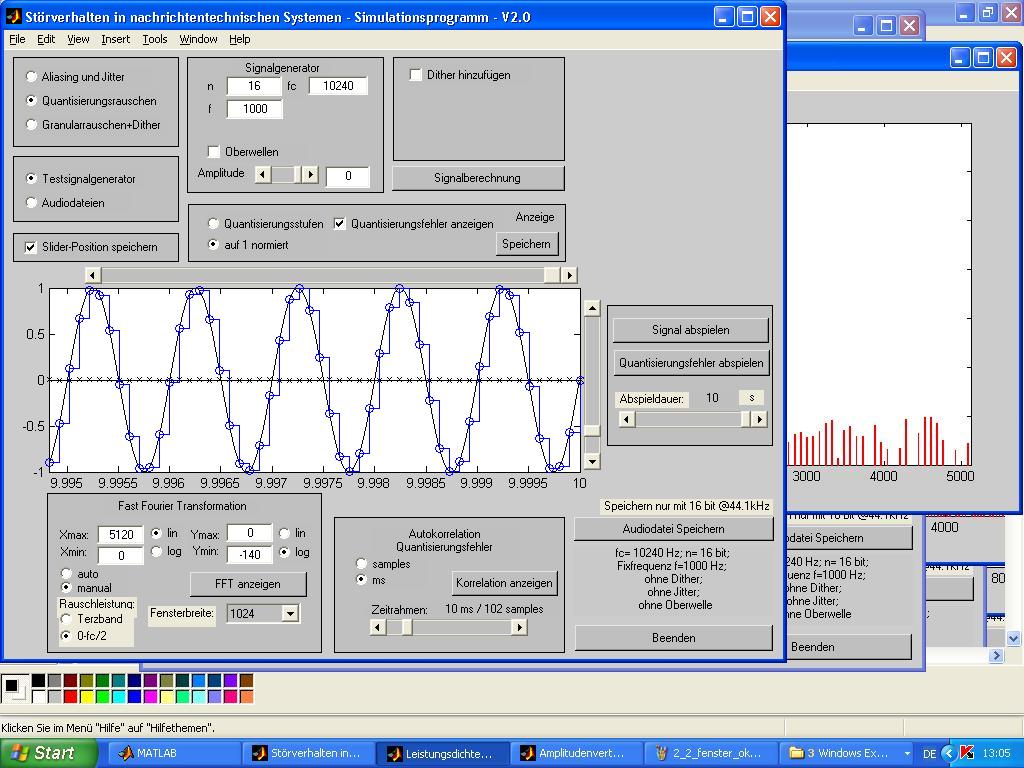 Störverhalten in nachrichtentechnischen Systemen - Simulationsprogramm - V2.0
File Edit View Insert Tools Window Help
Aliasing und Jitter
Quantisierungsrauschen
Granularrauschen+Dither
Testsignalgenerator
Audiodateien
Slider-Position speichern
Signalgenerator
n 16 fc 10240
f 1000
Oberwellen
Amplitude 0
Dither hinzufügen
Signalberechnung
Anzeige
Quantisierungsstufen Quantisierungsfehler anzeigen
auf 1 normiert Speichern
1
0.5
0
-0.5
-1
9.995 9.9955 9.996 9.9965 9.997 9.9975 9.998 9.9985 9.999 9.9995 10
Signal abspielen
Quantisierungsfehler abspielen
Abspieldauer: 10 s
Fast Fourier Transformation
Xmax: 5120 lin Ymax: 0 lin
Xmin: 0 log Ymin: -140 log
auto
manual
FFT anzeigen
Rauschleistung:
Terzband
0-fc/2
Fensterbreite: 1024
Autokorrelation
Quantisierungsfehler
samples
ms
Korrelation anzeigen
Zeitrahmen: 10 ms / 102 samples
Speichern nur mit 16 bit @44.1kHz
Audiodatei Speichern
fc= 10240 Hz; n= 16 bit;
Fixfrequenz f=1000 Hz;
ohne Dither;
ohne Jitter;
ohne Oberwelle
Beenden
3000 4000 5000
nur mit 16 bit @44.1kHz
odatei Speichern
240 Hz; n= 16 bit;
quenz f=1000 Hz;
ohne Dither;
ohne Jitter;
ohne Oberwelle
Beenden
4000
80
Klicken Sie im Menü "Hilfe" auf "Hilfethemen".
Start MATLAB Störverhalten in... Leistungsdichte... Amplitudenvert... 2_2_fenster_ok... 3 Windows Ex... DE 13:05